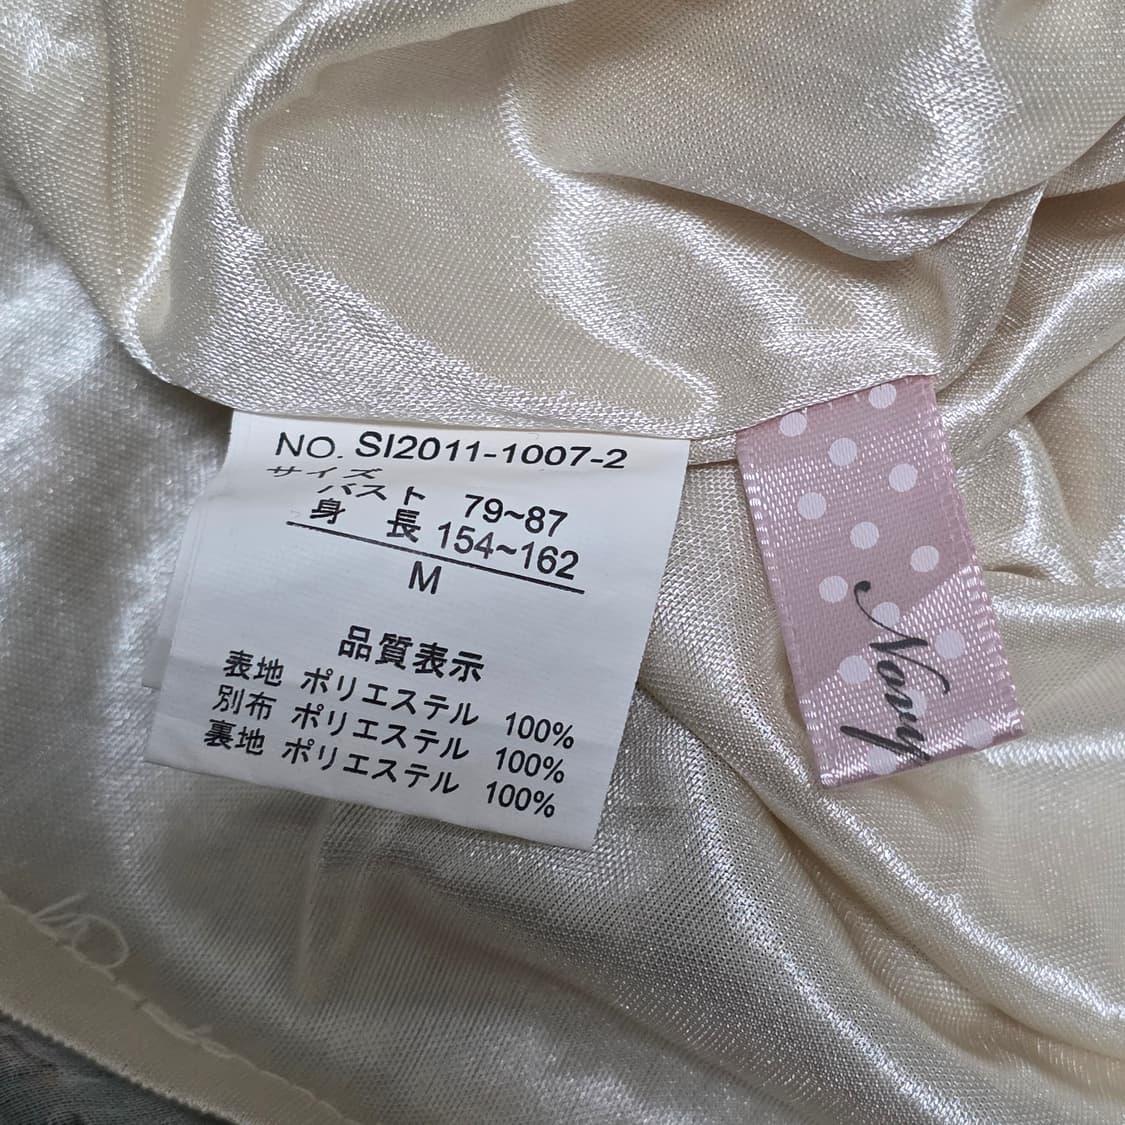 NO. SI2011-1007-2
サイズ
バスト 79~87
身 長 154~162
M
品質表示
表地 ポリエステル 100%
別布 ポリエステル 100%
裏地 ポリエステル 100%